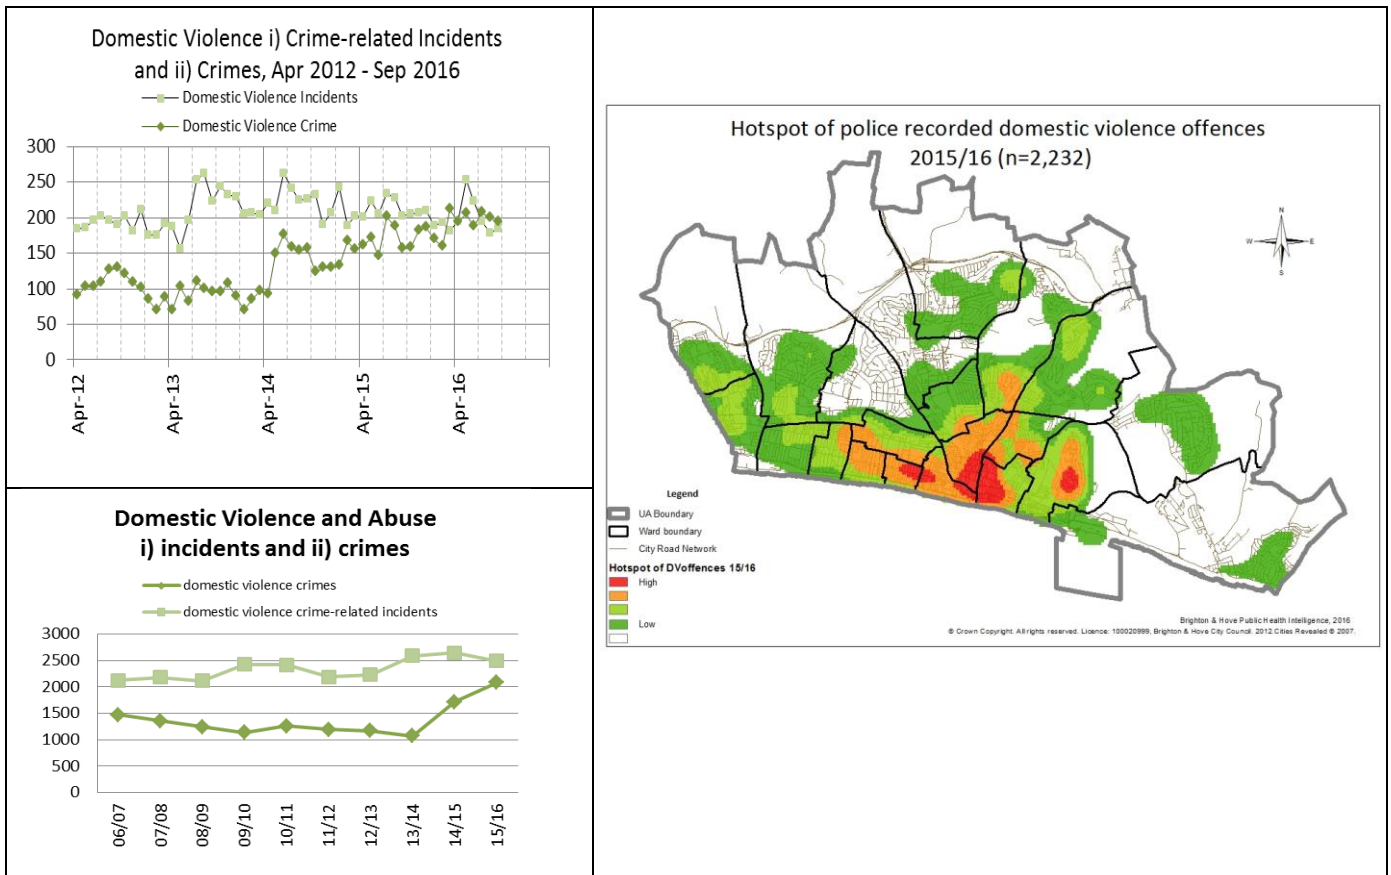 Domestic Violence i) Crime-related Incidents
and ii) Crimes, Apr 2012 - Sep 2016
Domestic Violence Incidents
Domestic Violence Crime
300
250
200
150
100
50
0
Apr-12
Apr-13
Apr-14
Apr-15
Apr-16
Domestic Violence and Abuse
i) incidents and ii) crimes
domestic violence crimes
domestic violence crime-related incidents
3000
2500
2000
1500
1000
500
0
06/07
07/08
08/09
09/10
10/11
11/12
12/13
13/14
14/15
15/16
Hotspot of police recorded domestic violence offences
2015/16 (n=2,232)
N
W E
S
Legend
UA Boundary
Ward boundary
City Road Network
Hotspot of DVoffences 15/16
High
Low
Brighton & Hove Public Health Intelligence, 2016
© Crown Copyright. All rights reserved. Licence: 100020999, Brighton & Hove City Council. 2012.Cities Revealed © 2007.